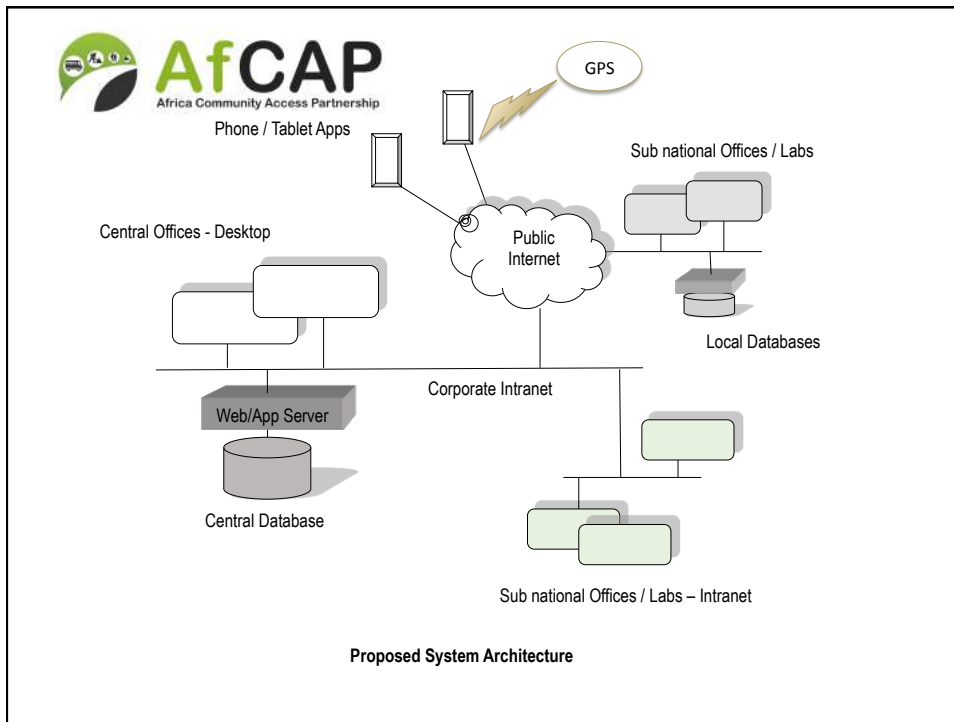 AfCAP
Africa Community Access Partnership
GPS
Phone / Tablet Apps
Sub national Offices / Labs
Central Offices - Desktop
Public
Internet
Local Databases
Corporate Intranet
Web/App Server
Central Database
Sub national Offices / Labs – Intranet
Proposed System Architecture